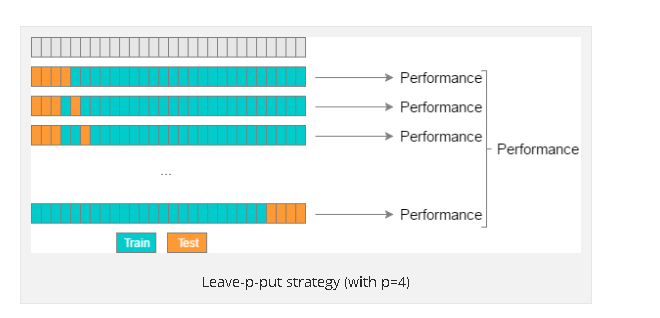 Performance
Performance
Performance
Performance
...
Performance
Train
Test
Leave-p-put strategy (with p=4)